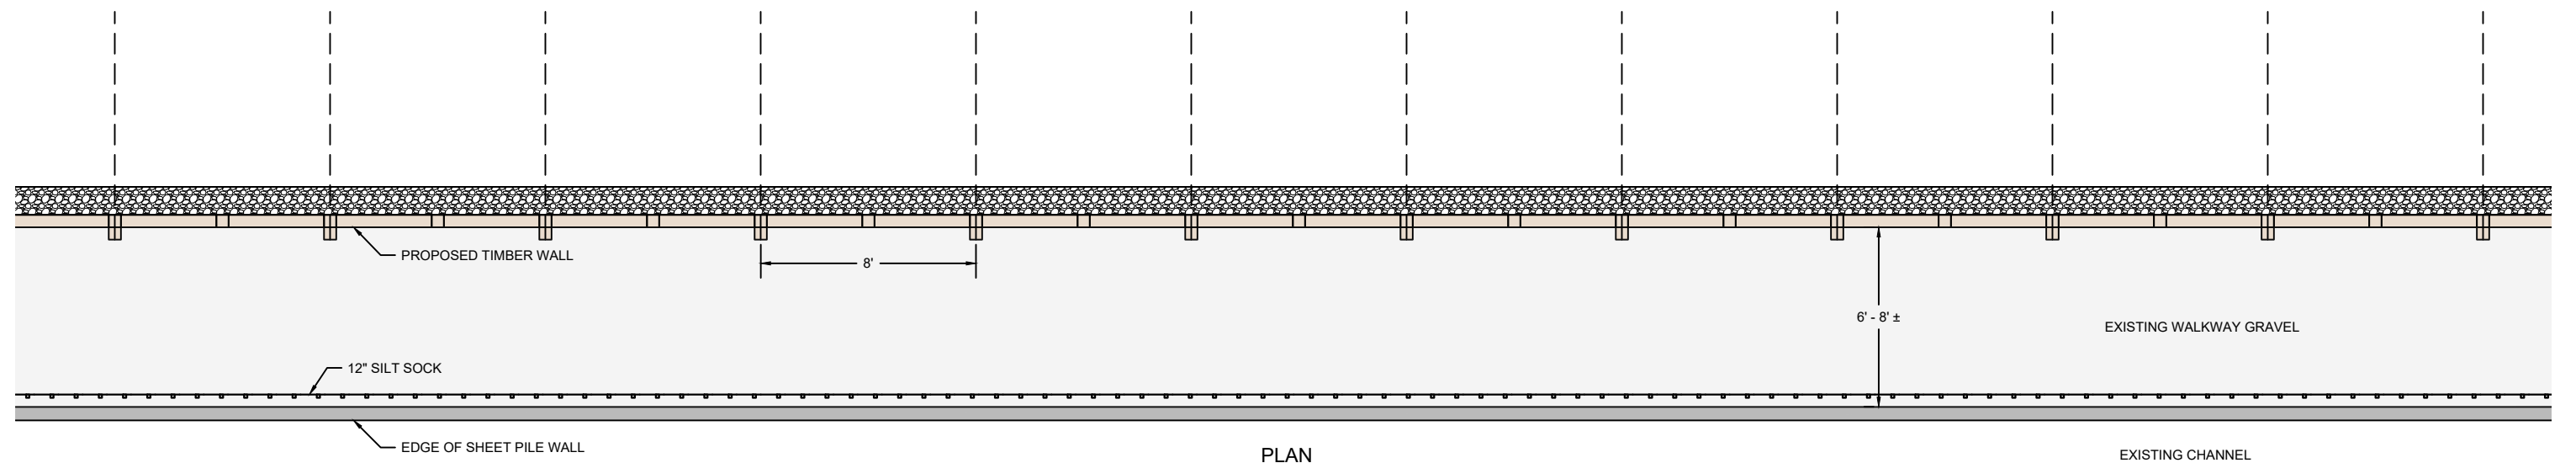 PROPOSED TIMBER WALL
8'
6' - 8' ±
EXISTING WALKWAY GRAVEL
12" SILT SOCK
EDGE OF SHEET PILE WALL
PLAN
EXISTING CHANNEL